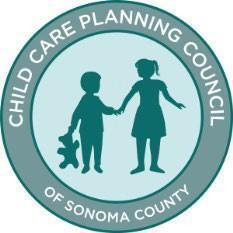 CHILD CARE PLANNING COUNCIL
OF SONOMA COUNTY